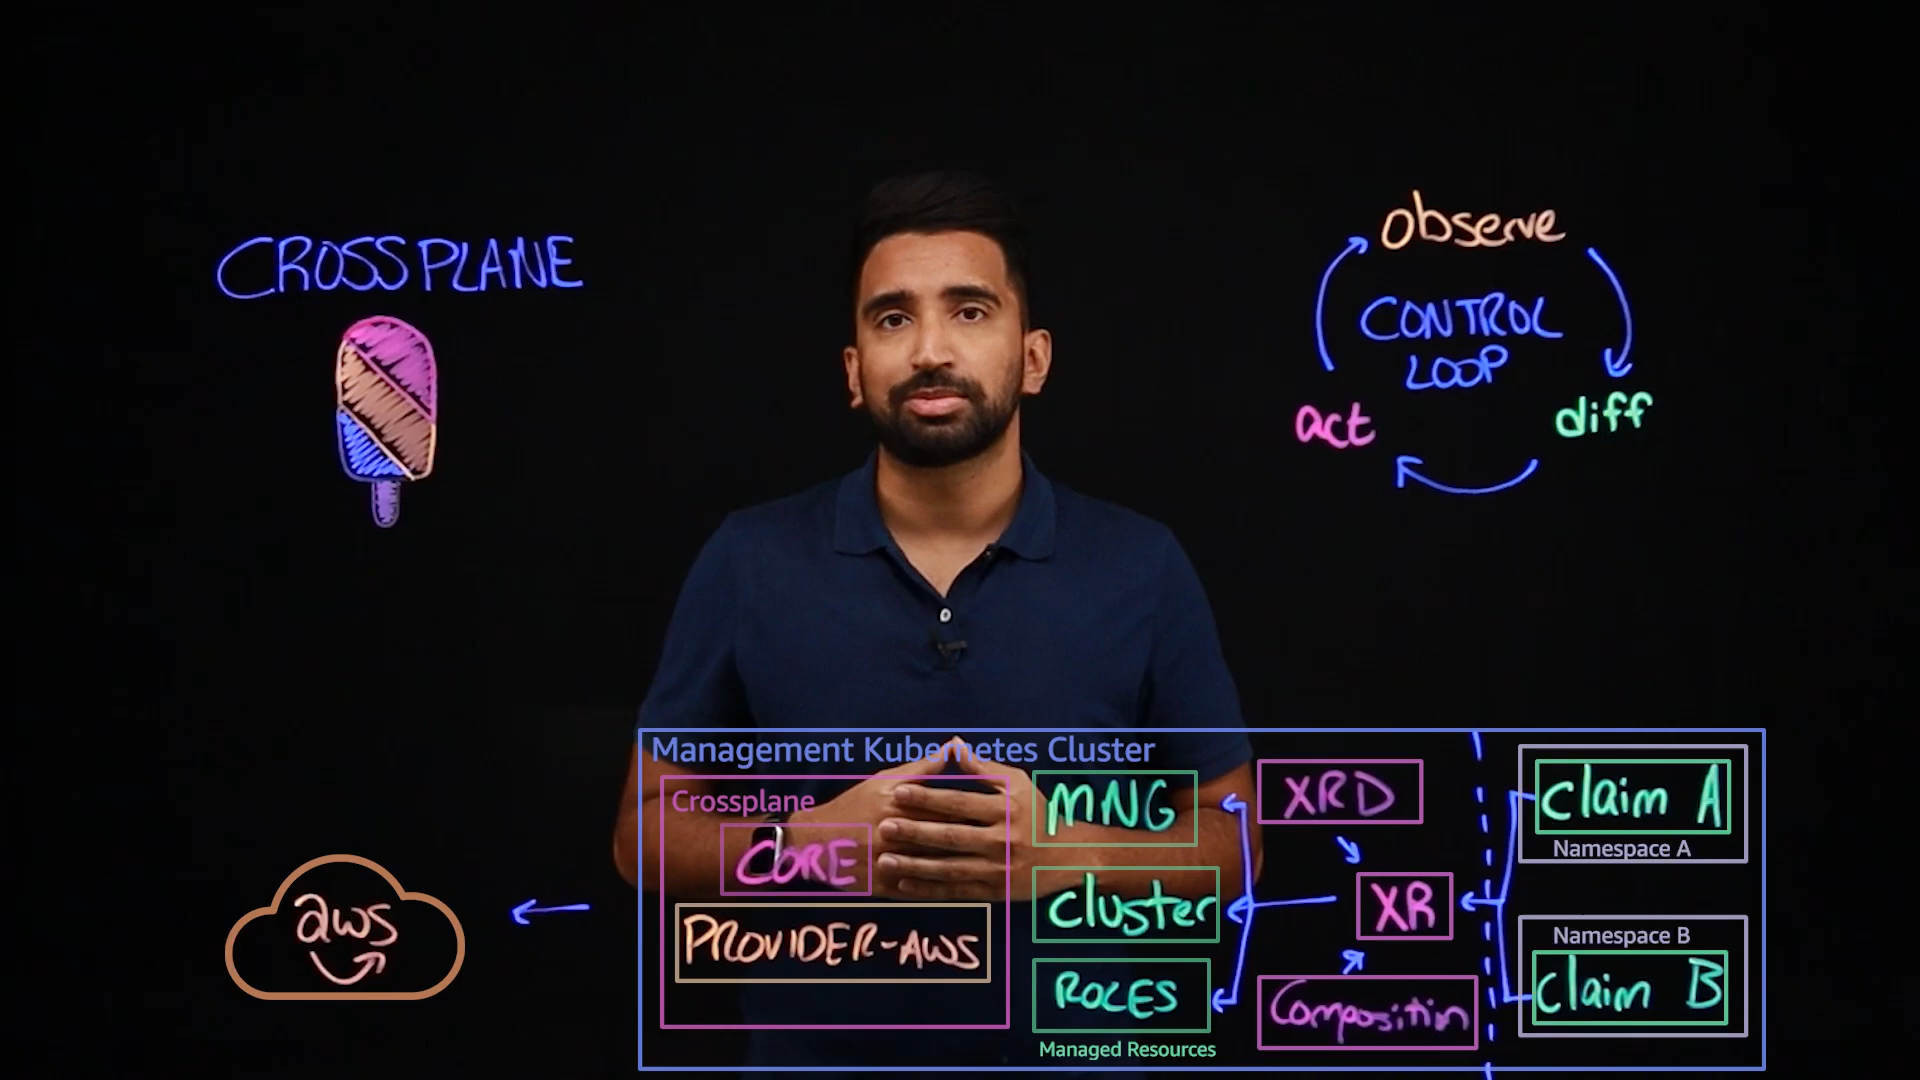 CROSSPLANE
observe
CONTROL
LOOP
act
diff
aws
Management Kubernetes Cluster
Crossplane
CORE
PROVIDER-AWS
MNG
Cluster
ROLES
Managed Resources
XRD
XR
Composition
Claim A
Namespace A
Namespace B
Claim B